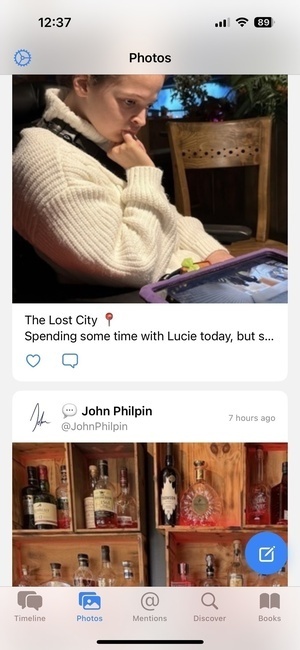 12:37
89
Photos
The Lost City 📍
Spending some time with Lucie today, but s...
💬 John Philpin
7 hours ago
@JohnPhilpin
Timeline
Photos
Mentions
Discover
Books